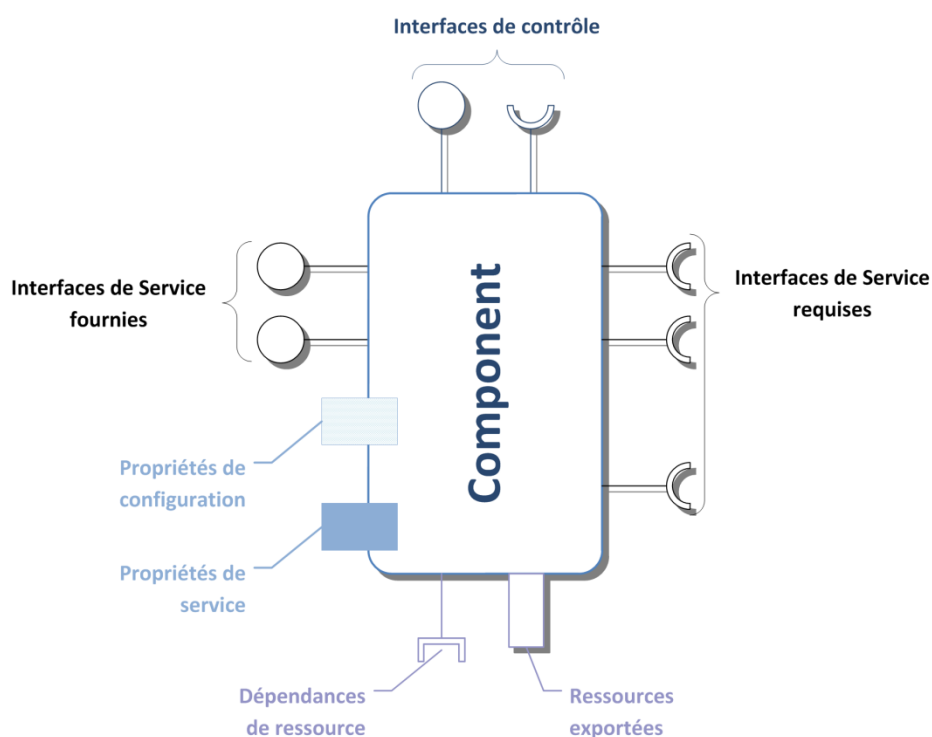 Interfaces de contrôle
Interfaces de Service
fournies
Component
Interfaces de Service
requises
Propriétés de
configuration
Propriétés de
service
Dépendances
de ressource
Ressources
exportées